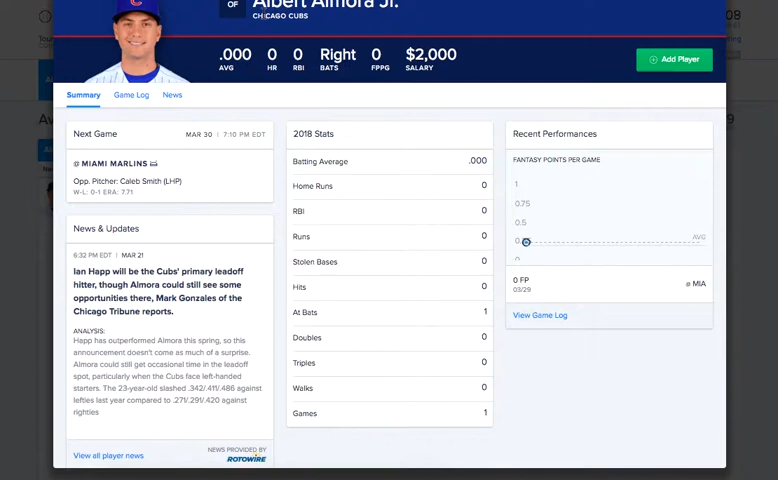 OF
Albert Almora Jr.
CHICAGO CUBS
.000 0 0 Right 0 $2,000
AVG HR RBI BATS FPPG SALARY
Add Player
Summary Game Log News
Next Game MAR 30 | 7:10 PM EDT
@ MIAMI MARLINS
Opp. Pitcher: Caleb Smith (LHP)
W-L: 0-1 ERA: 7.71
News & Updates
6:32 PM EDT | MAR 21
Ian Happ will be the Cubs' primary leadoff
hitter, though Almora could still see some
opportunities there, Mark Gonzales of the
Chicago Tribune reports.
ANALYSIS:
Happ has outperformed Almora this spring, so this
announcement doesn't come as much of a surprise.
Almora could still get occasional time in the leadoff
spot, particularly when the Cubs face left-handed
starters. The 23-year-old slashed .342/.411/.486 against
lefties last year compared to .271/.291/.420 against
righties
View all player news
NEWS PROVIDED BY
ROTOWIRE
2018 Stats
Batting Average .000
Home Runs 0
RBI 0
Runs 0
Stolen Bases 0
Hits 0
At Bats 1
Doubles 0
Triples 0
Walks 0
Games 1
Recent Performances
FANTASY POINTS PER GAME
1
0.75
0.5
AVG
0
0 FP
03/29
@ MIA
View Game Log